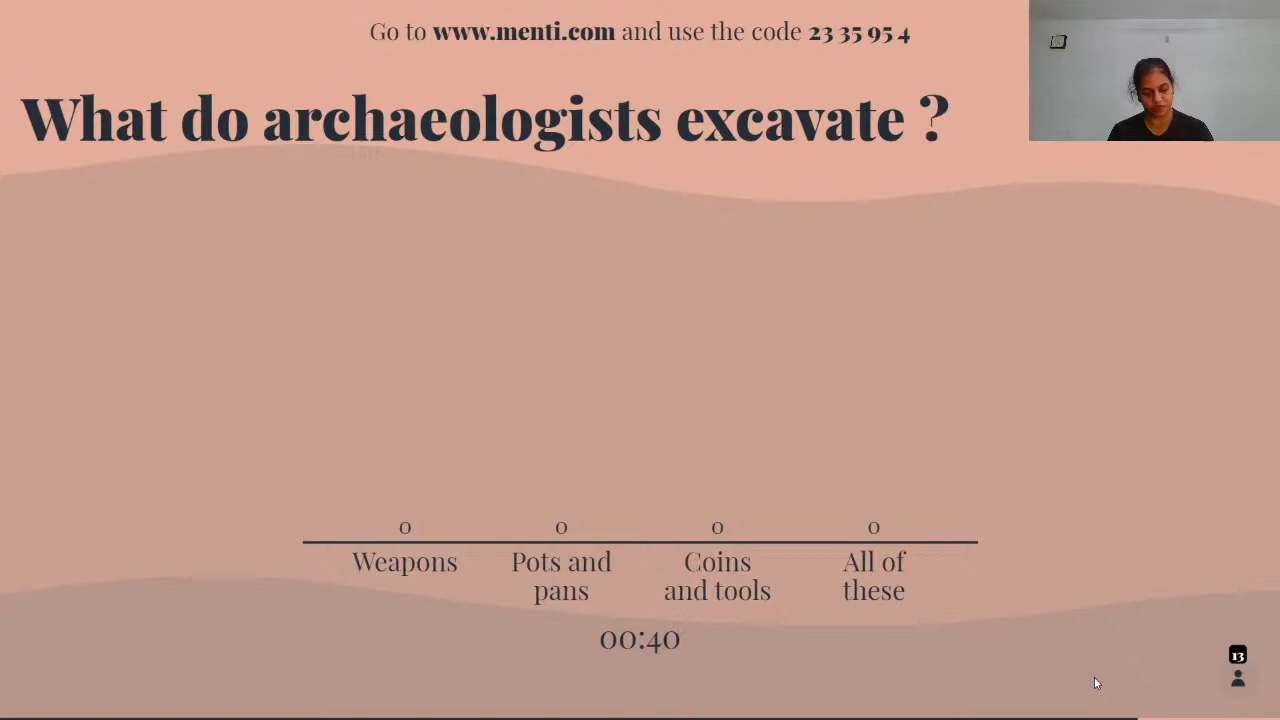 Go to www.menti.com and use the code 23 35 95 4
What do archaeologists excavate ?
0 0 0 0
Weapons Pots and pans Coins and tools All of these
00:40
13